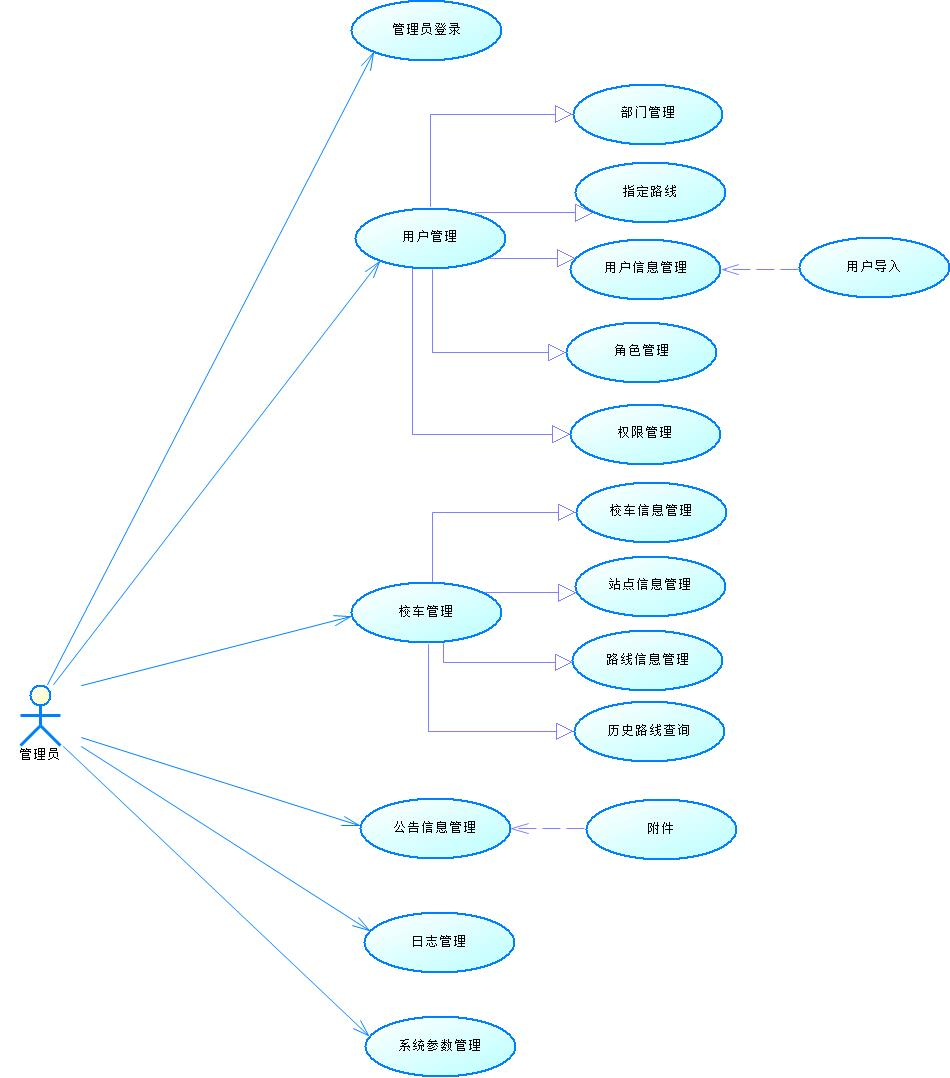 管理员登录
部门管理
指定路线
用户管理
用户信息管理
用户导入
角色管理
权限管理
校车信息管理
站点信息管理
校车管理
路线信息管理
历史路线查询
管理员
公告信息管理
附件
日志管理
系统参数管理